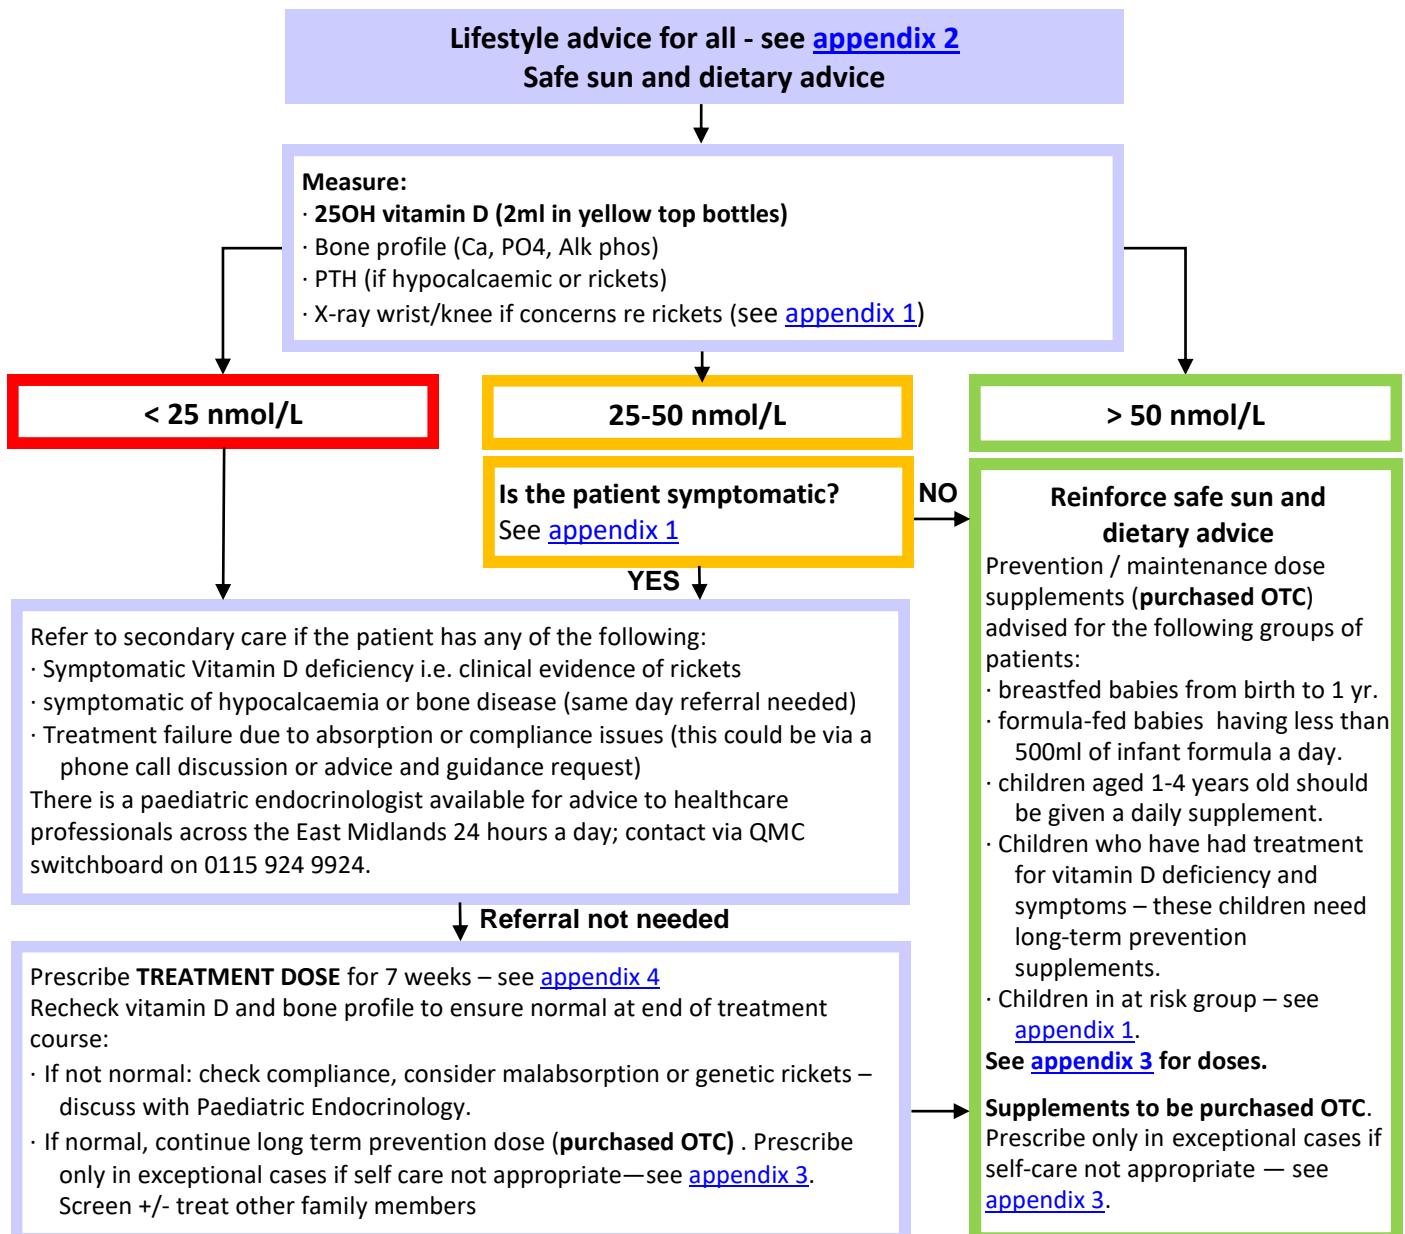 Lifestyle advice for all - see appendix 2
Safe sun and dietary advice
Measure:
· 25OH vitamin D (2ml in yellow top bottles)
· Bone profile (Ca, PO4, Alk phos)
· PTH (if hypocalcaemic or rickets)
· X-ray wrist/knee if concerns re rickets (see appendix 1)
< 25 nmol/L
25-50 nmol/L
> 50 nmol/L
Is the patient symptomatic?
See appendix 1
NO
YES
Refer to secondary care if the patient has any of the following:
· Symptomatic Vitamin D deficiency i.e. clinical evidence of rickets
· symptomatic of hypocalcaemia or bone disease (same day referral needed)
· Treatment failure due to absorption or compliance issues (this could be via a
phone call discussion or advice and guidance request)
There is a paediatric endocrinologist available for advice to healthcare
professionals across the East Midlands 24 hours a day; contact via QMC
switchboard on 0115 924 9924.
Referral not needed
Prescribe TREATMENT DOSE for 7 weeks – see appendix 4
Recheck vitamin D and bone profile to ensure normal at end of treatment
course:
· If not normal: check compliance, consider malabsorption or genetic rickets –
discuss with Paediatric Endocrinology.
· If normal, continue long term prevention dose (purchased OTC) . Prescribe
only in exceptional cases if self care not appropriate—see appendix 3.
Screen +/- treat other family members
Reinforce safe sun and
dietary advice
Prevention / maintenance dose
supplements (purchased OTC)
advised for the following groups of
patients:
· breastfed babies from birth to 1 yr.
· formula-fed babies  having less than
500ml of infant formula a day.
· children aged 1-4 years old should
be given a daily supplement.
· Children who have had treatment
for vitamin D deficiency and
symptoms – these children need
long-term prevention
supplements.
· Children in at risk group – see
appendix 1.
See appendix 3 for doses.
Supplements to be purchased OTC.
Prescribe only in exceptional cases if
self-care not appropriate — see
appendix 3.